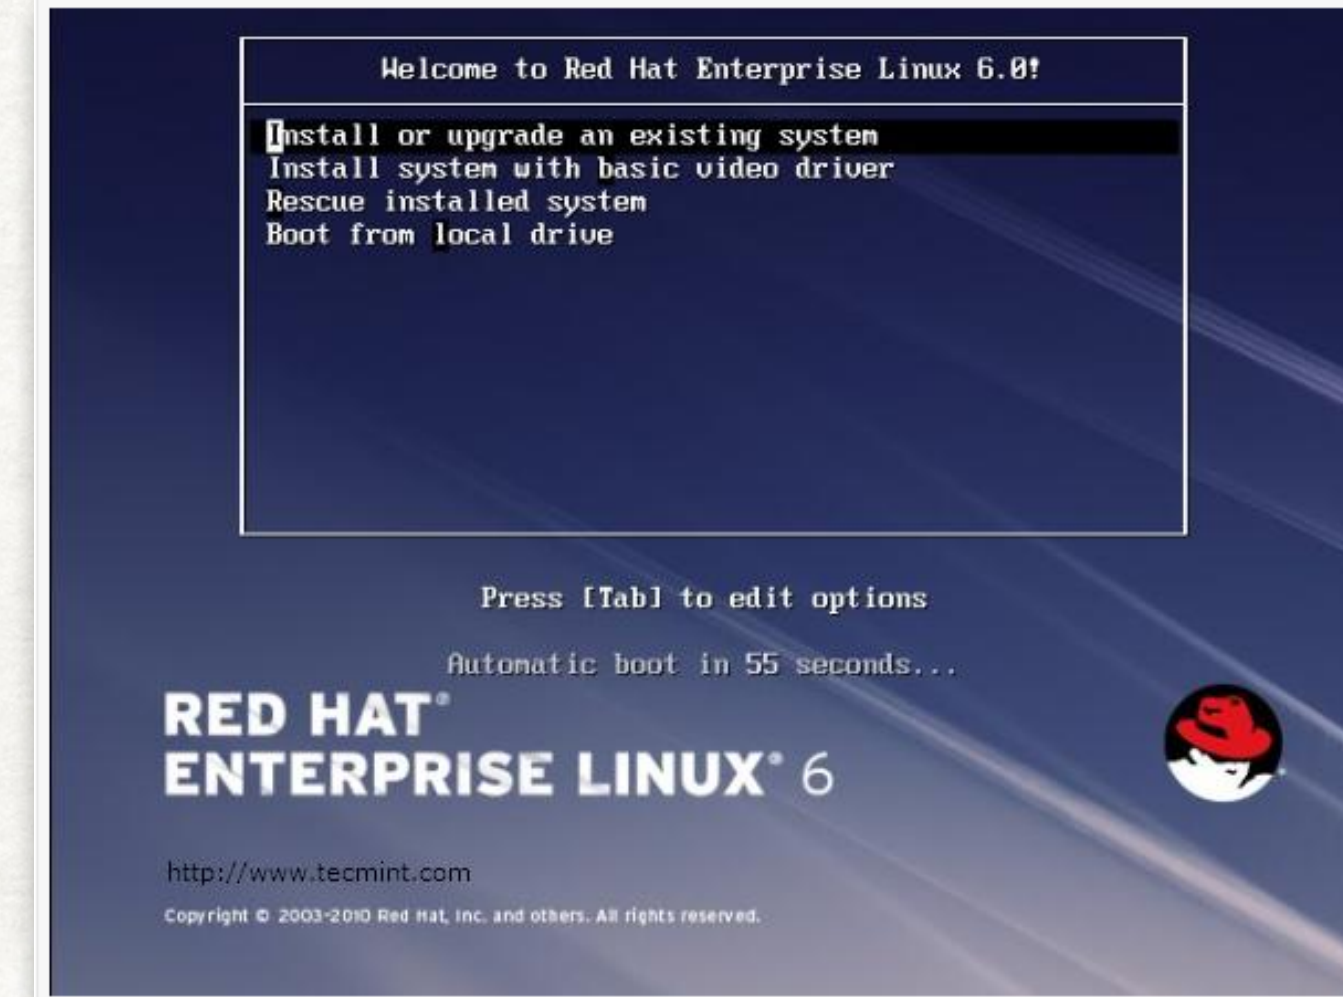 Welcome to Red Hat Enterprise Linux 6.0!
Install or upgrade an existing system
Install system with basic video driver
Rescue installed system
Boot from local drive
Press [Tab] to edit options
Automatic boot in 55 seconds...
RED HAT®
ENTERPRISE LINUX® 6
http://www.tecmint.com
Copyright © 2003-2010 Red Hat, Inc. and others. All rights reserved.